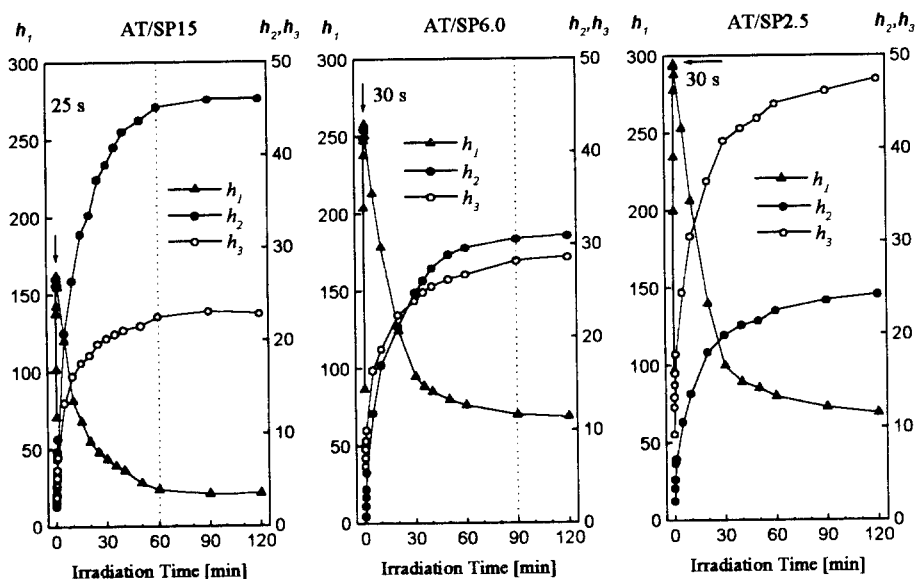 h1 AT/SP15 h2,h3
300
250
200
150
100
50
0
25 s
h1
h2
h3
50
40
30
20
10
0
0 30 60 90 120
Irradiation Time [min]
h1 AT/SP6.0 h2,h3
300
250
200
150
100
50
0
30 s
h1
h2
h3
50
40
30
20
10
0
0 30 60 90 120
Irradiation Time [min]
h1 AT/SP2.5 h2,h3
300
250
200
150
100
50
0
30 s
h1
h2
h3
50
40
30
20
10
0
0 30 60 90 120
Irradiation Time [min]